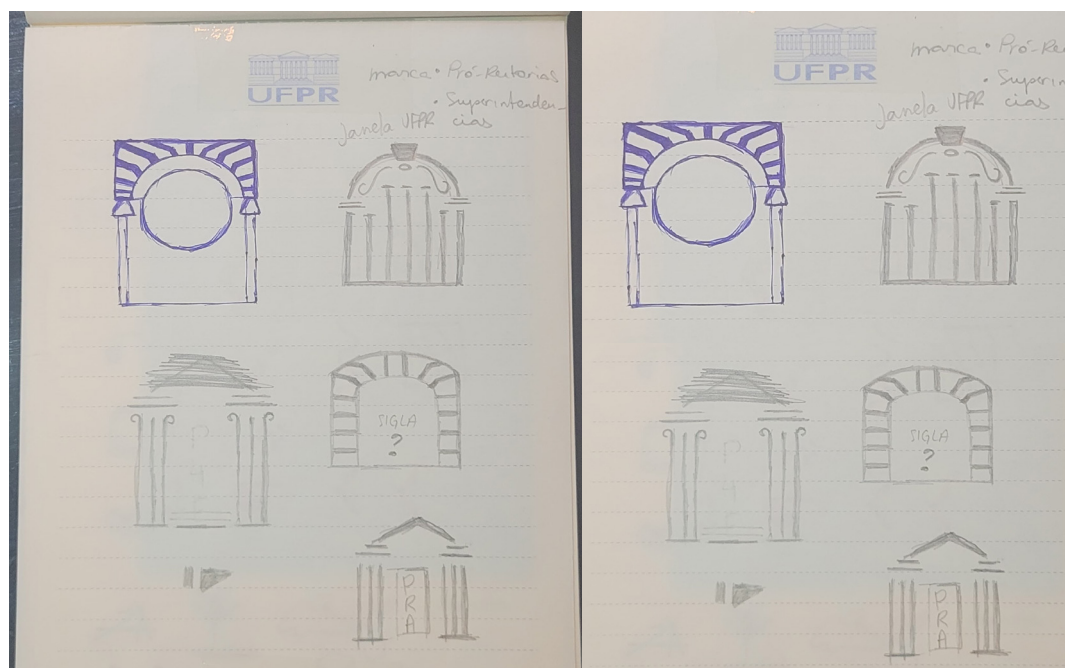 UFPR
marca • Pró-Reitorias
• Superintenden-
cias
Janela UFPR
SIGLA
?
P
R
A
UFPR
marca • Pró-Re
• Superin
cias
Janela UFPR
SIGLA
?
P
R
A